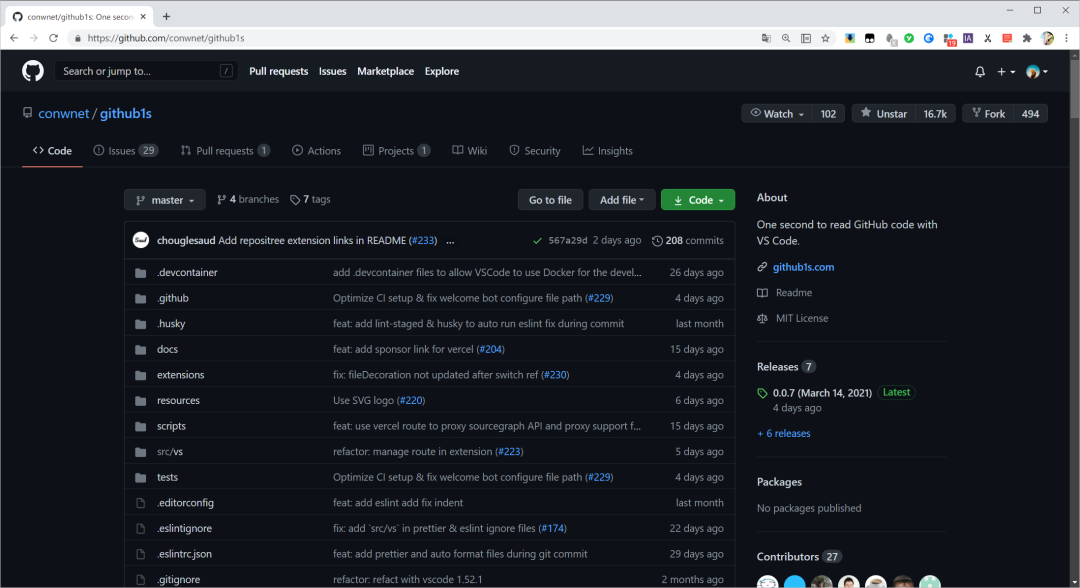 conwnet/github1s: One secon
https://github.com/conwnet/github1s
19
IA
Search or jump to...
/
Pull requests Issues Marketplace Explore
conwnet / github1s
Watch 102 Unstar 16.7k Fork 494
Code Issues 29 Pull requests 1 Actions Projects 1 Wiki Security Insights
master 4 branches 7 tags Go to file Add file Code
chouglesaud Add repositree extension links in README (#233) ... 567a29d 2 days ago 208 commits
.devcontainer add .devcontainer files to allow VSCode to use Docker for the devel... 26 days ago
.github Optimize CI setup & fix welcome bot configure file path (#229) 4 days ago
.husky feat: add lint-staged & husky to auto run eslint fix during commit last month
docs feat: add sponsor link for vercel (#204) 15 days ago
extensions fix: fileDecoration not updated after switch ref (#230) 4 days ago
resources Use SVG logo (#220) 6 days ago
scripts feat: use vercel route to proxy sourcegraph API and proxy support f... 15 days ago
src/vs refactor: manage route in extension (#223) 5 days ago
tests Optimize CI setup & fix welcome bot configure file path (#229) 4 days ago
.editorconfig feat: add eslint add fix indent last month
.eslintignore fix: add `src/vs` in prettier & eslint ignore files (#174) 22 days ago
.eslintrc.json feat: add prettier and auto format files during git commit 29 days ago
.gitignore refactor: refact with vscode 1.52.1 2 months ago
About
One second to read GitHub code with
VS Code.
github1s.com
Readme
MIT License
Releases 7
0.0.7 (March 14, 2021) Latest
4 days ago
+ 6 releases
Packages
No packages published
Contributors 27